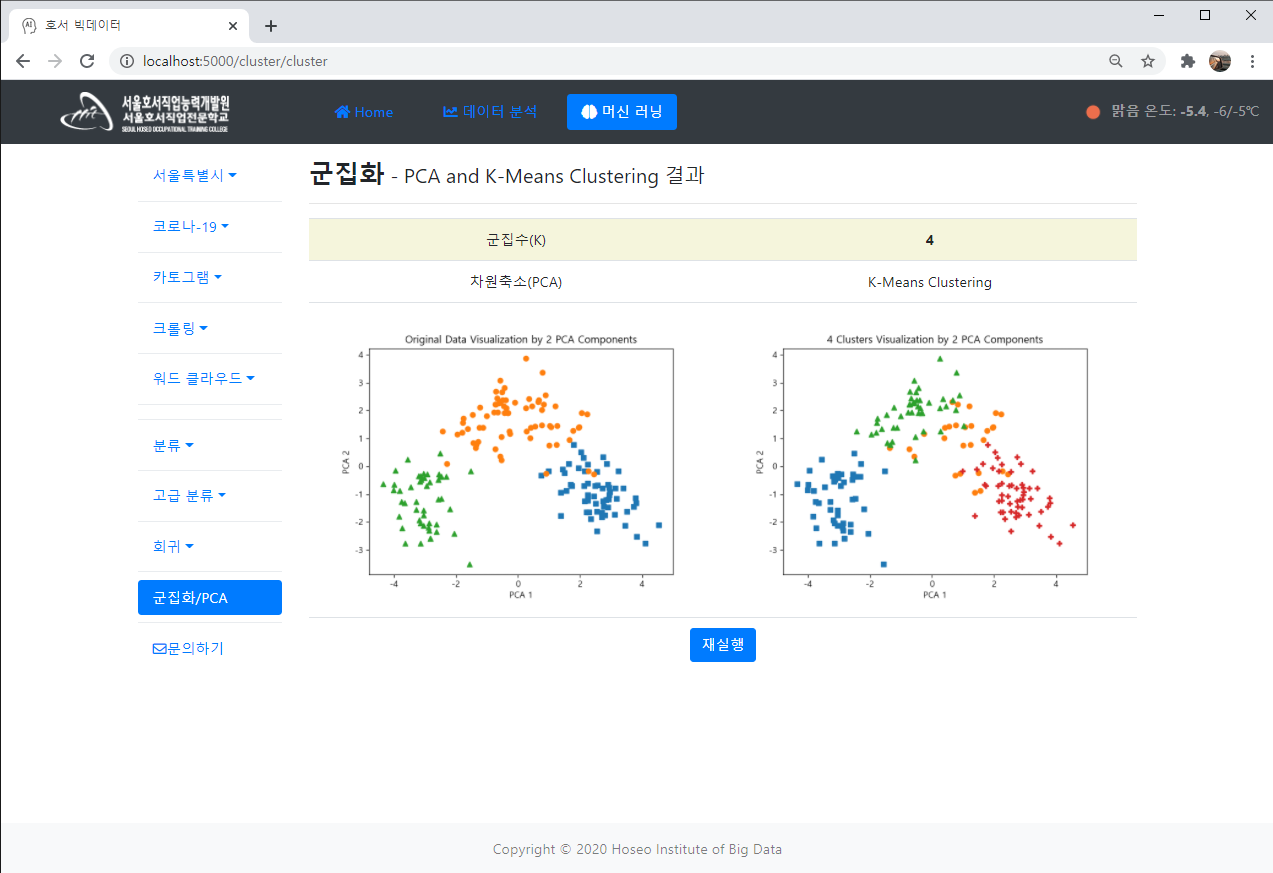 호서 빅데이터
localhost:5000/cluster/cluster
서울호서직업능력개발원
서울호서직업전문학교
SEOUL HOSEO OCCUPATIONAL TRAINING COLLEGE
Home
데이터 분석
머신 러닝
맑음 온도: -5.4, -6/-5℃
서울특별시
코로나-19
카토그램
크롤링
워드 클라우드
분류
고급 분류
회귀
군집화/PCA
문의하기
군집화 - PCA and K-Means Clustering 결과
군집수(K) 4
차원축소(PCA) K-Means Clustering
Original Data Visualization by 2 PCA Components
PCA 2
4
3
2
1
0
-1
-2
-3
-4 -2 0 2 4
PCA 1
4 Clusters Visualization by 2 PCA Components
PCA 2
4
3
2
1
0
-1
-2
-3
-4 -2 0 2 4
PCA 1
재실행
Copyright © 2020 Hoseo Institute of Big Data